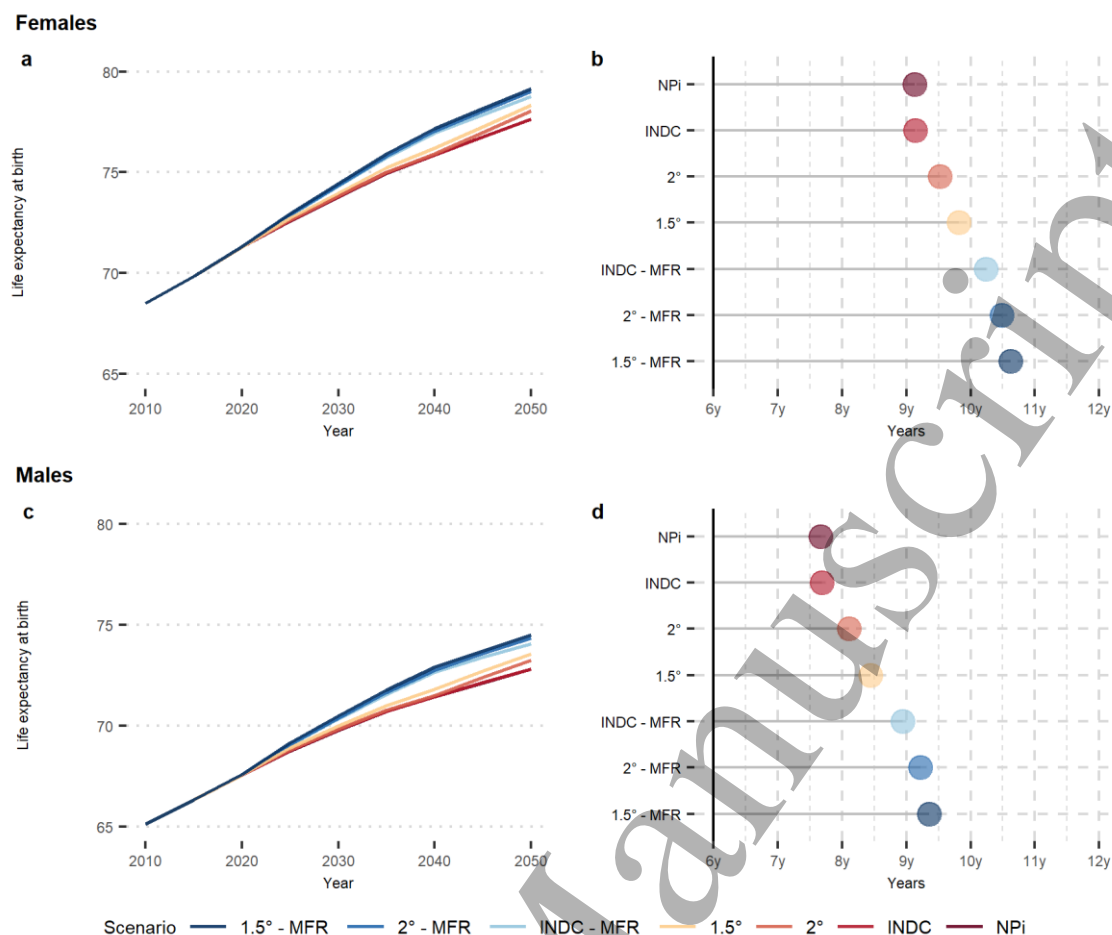 Females
a
b
80
75
70
65
Life expectancy at birth
2010 2020 2030 2040 2050
Year
NPi
INDC
2°
1.5°
INDC - MFR
2° - MFR
1.5° - MFR
6y 7y 8y 9y 10y 11y 12y
Years
Males
c
d
80
75
70
65
Life expectancy at birth
2010 2020 2030 2040 2050
Year
NPi
INDC
2°
1.5°
INDC - MFR
2° - MFR
1.5° - MFR
6y 7y 8y 9y 10y 11y 12y
Years
Scenario 1.5° - MFR 2° - MFR INDC - MFR 1.5° 2° INDC NPi